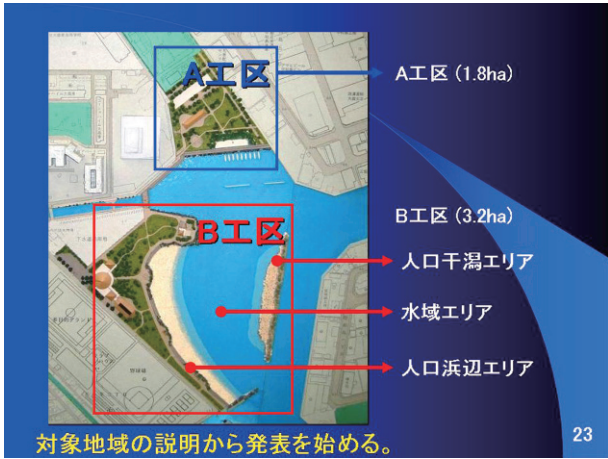 A工区
A工区 (1.8ha)
B工区 (3.2ha)
B工区
人口干潟エリア
水域エリア
人口浜辺エリア
対象地域の説明から発表を始める。
23